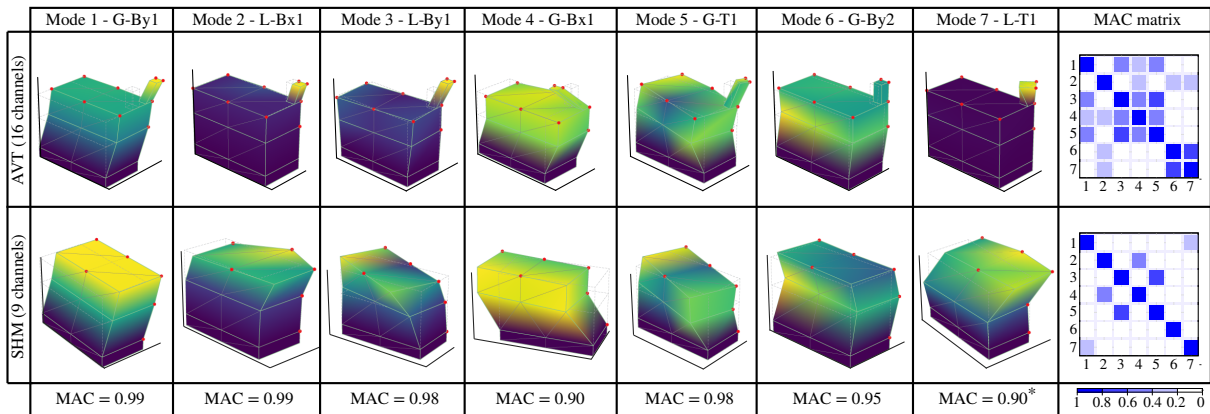 Mode 1 - G-By1 Mode 2 - L-Bx1 Mode 3 - L-By1 Mode 4 - G-Bx1 Mode 5 - G-T1 Mode 6 - G-By2 Mode 7 - L-T1 MAC matrix
AVT (16 channels)
1
2
3
4
5
6
7
1 2 3 4 5 6 7
SHM (9 channels)
1
2
3
4
5
6
7
1 2 3 4 5 6 7
MAC = 0.99 MAC = 0.99 MAC = 0.98 MAC = 0.90 MAC = 0.98 MAC = 0.95 MAC = 0.90*
1 0.8 0.6 0.4 0.2 0